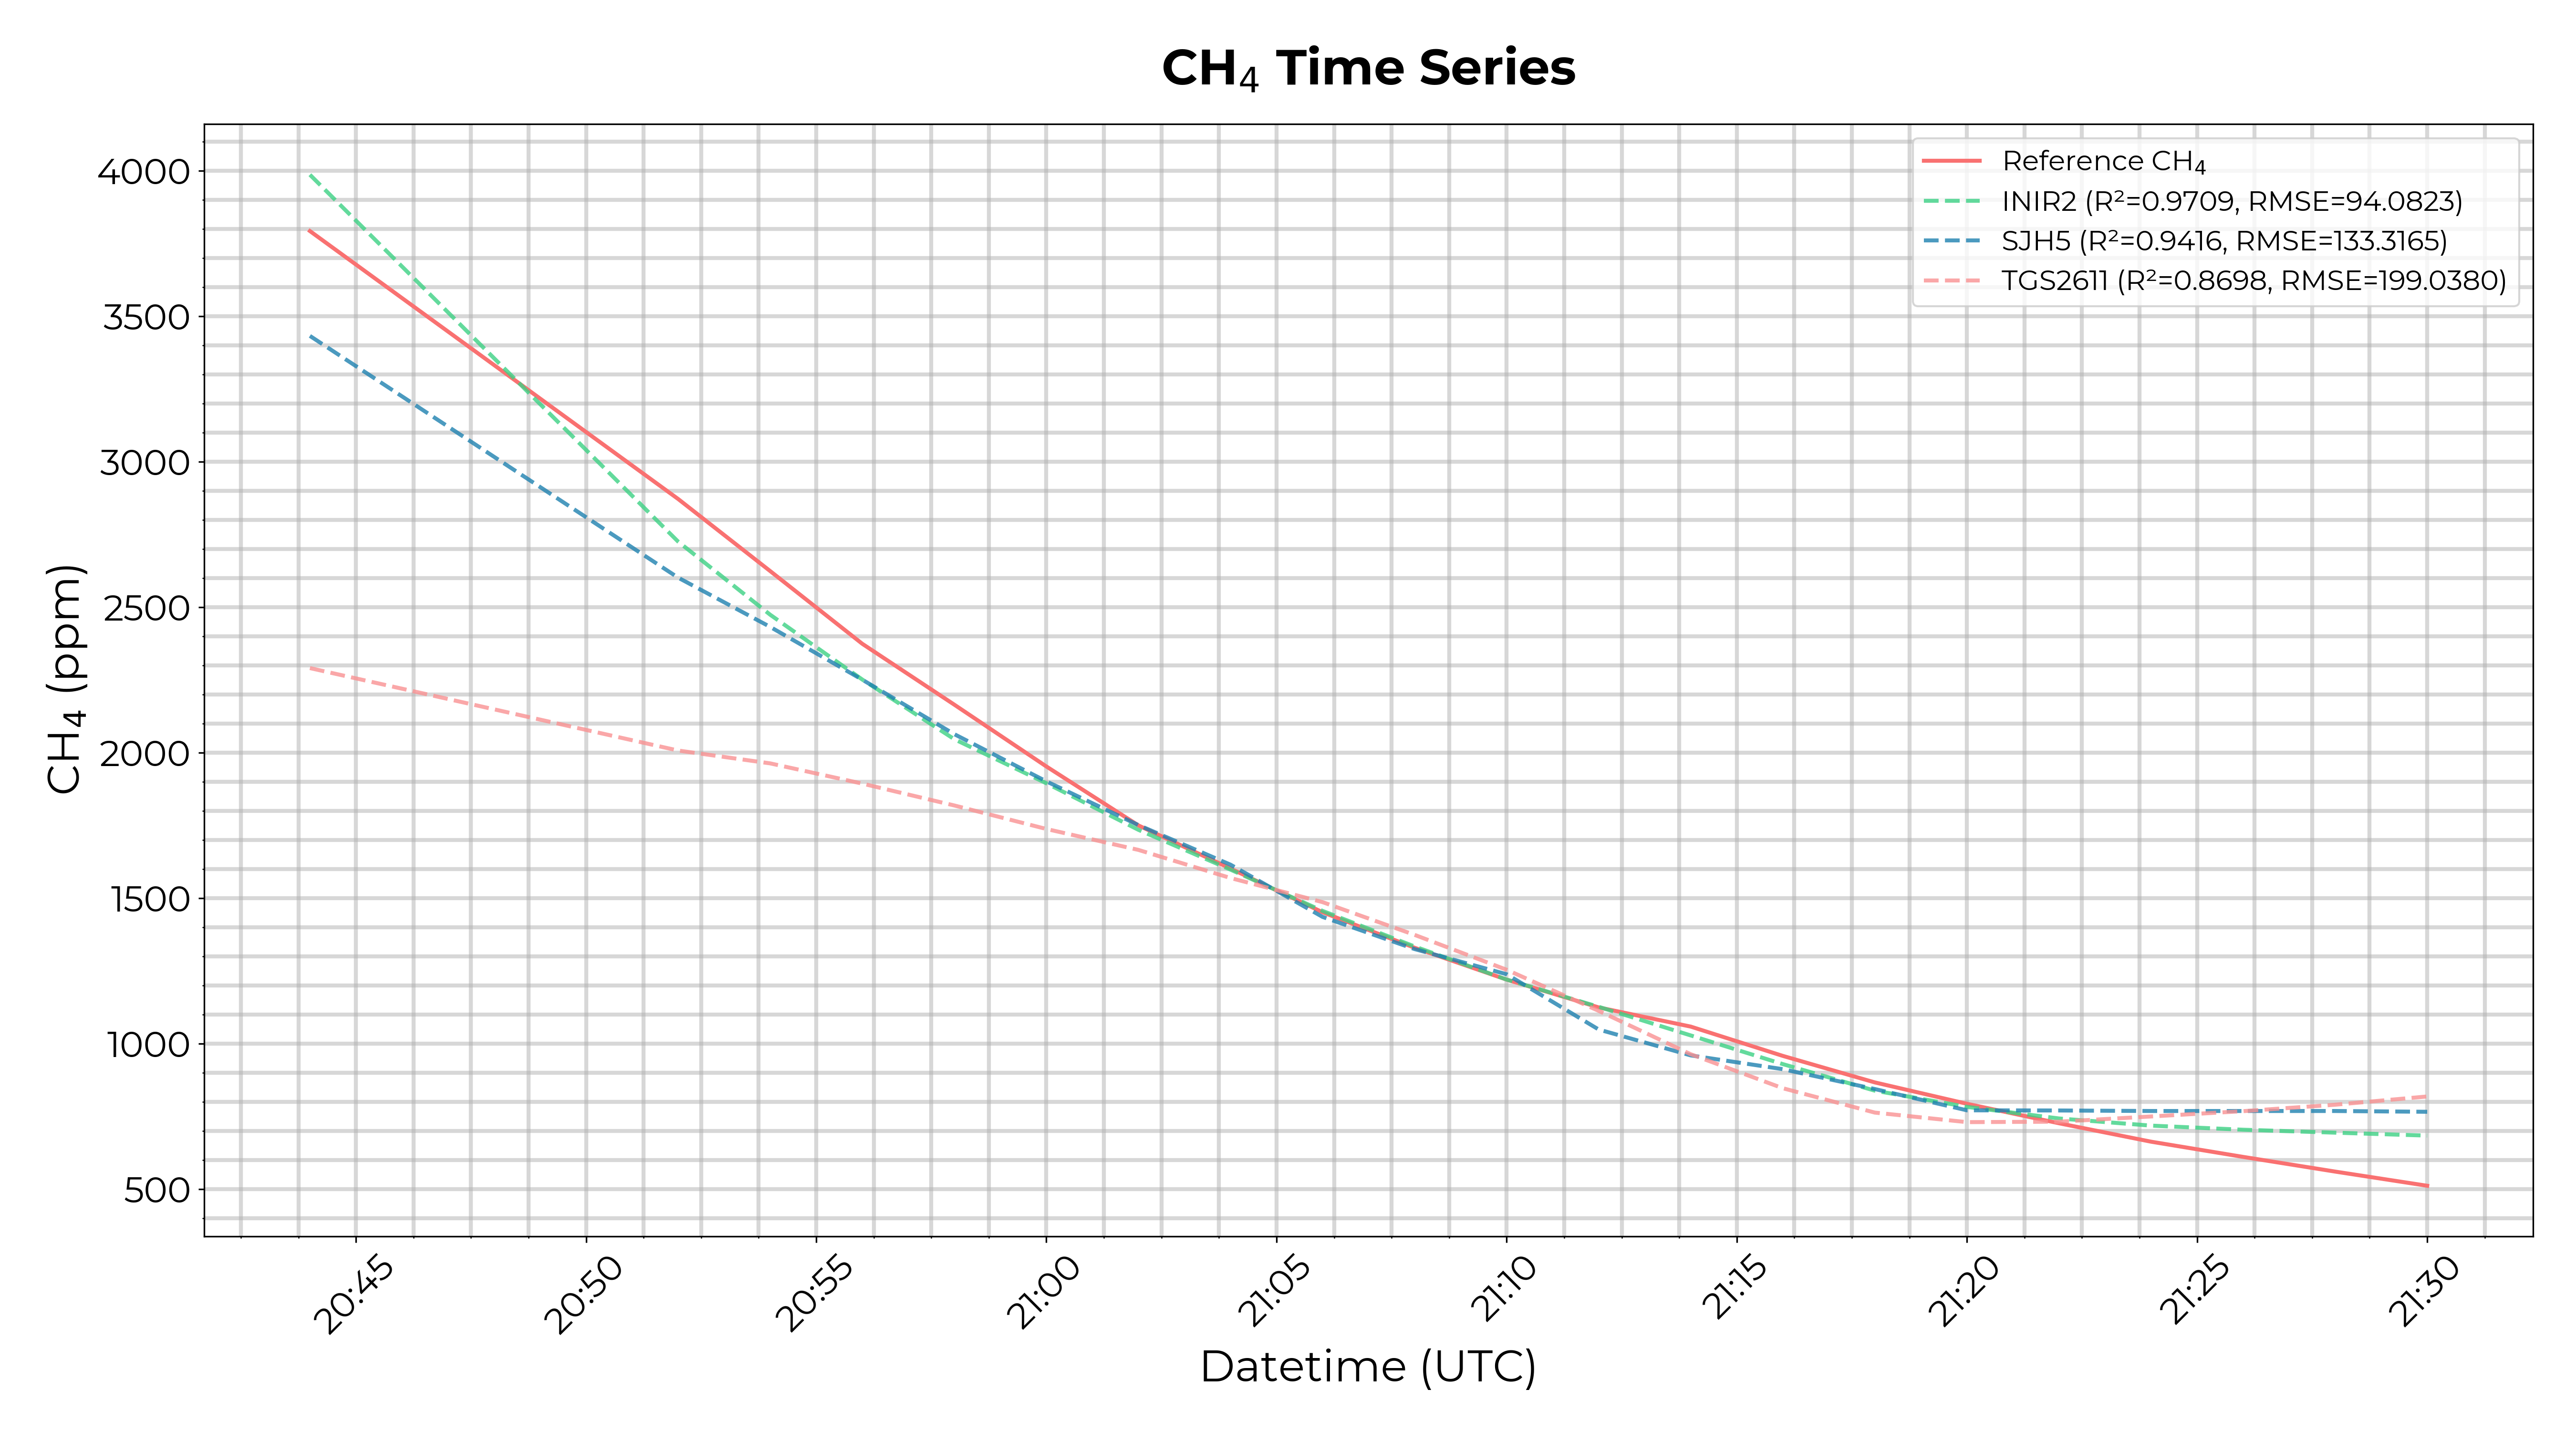 CH₄ Time Series
Reference CH₄
INIR2 (R²=0.9709, RMSE=94.0823)
SJH5 (R²=0.9416, RMSE=133.3165)
TGS2611 (R²=0.8698, RMSE=199.0380)
CH₄ (ppm)
4000
3500
3000
2500
2000
1500
1000
500
20:45
20:50
20:55
21:00
21:05
21:10
21:15
21:20
21:25
21:30
Datetime (UTC)